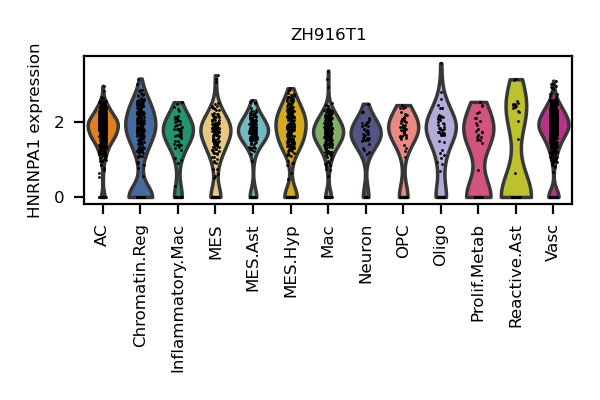 ZH916T1
HNRNPA1 expression
2
0
AC
Chromatin.Reg
Inflammatory.Mac
MES
MES.Ast
MES.Hyp
Mac
Neuron
OPC
Oligo
Prolif.Metab
Reactive.Ast
Vasc